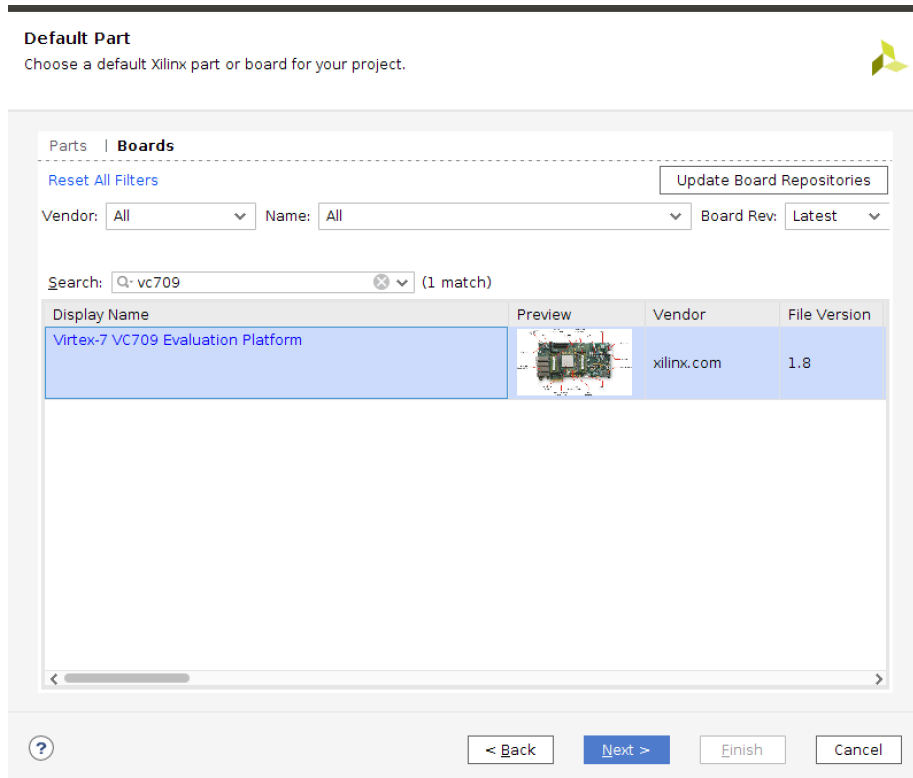 Default Part
Choose a default Xilinx part or board for your project.
Parts | Boards
Reset All Filters Update Board Repositories
Vendor: All Name: All Board Rev: Latest
Search: vc709 (1 match)
Display Name Preview Vendor File Version
Virtex-7 VC709 Evaluation Platform xilinx.com 1.8
? < Back Next > Finish Cancel